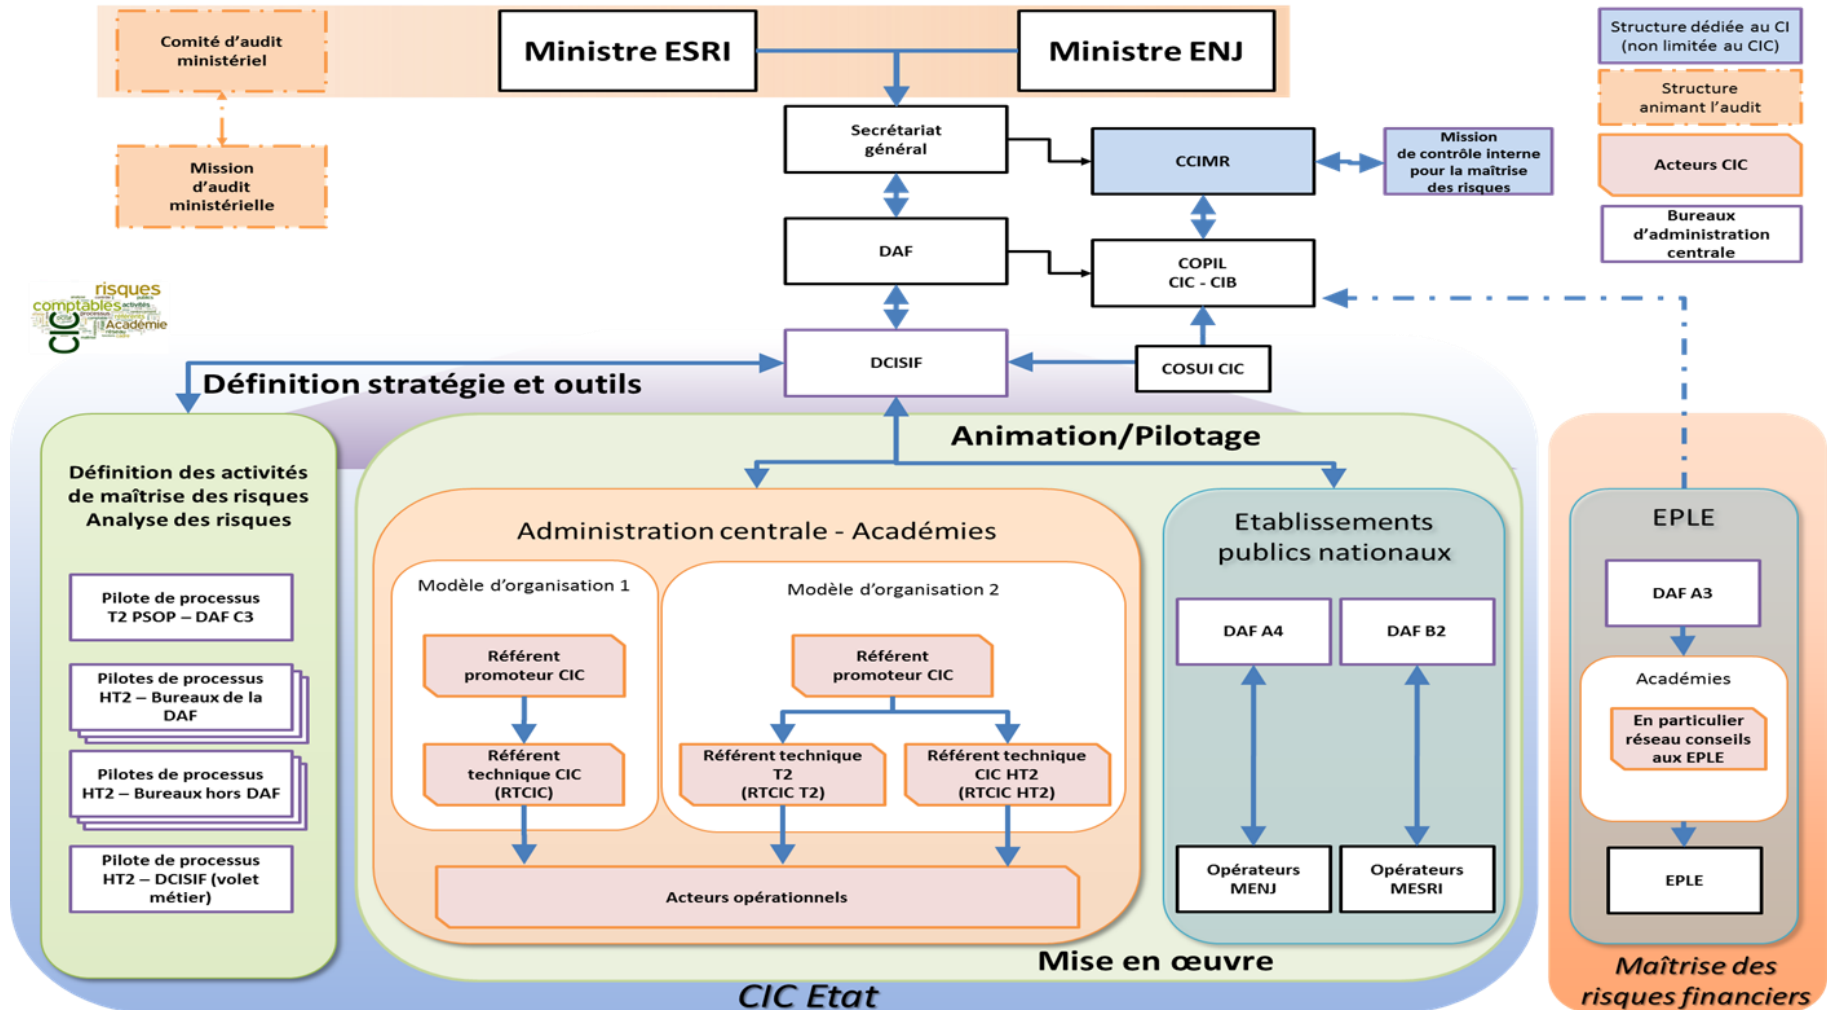 Comité d'audit
ministériel
Ministre ESRI
Ministre ENJ
Structure dédiée au CI
(non limitée au CIC)
Structure
animant l'audit
Acteurs CIC
Bureaux
d'administration
centrale
Mission
d'audit
ministérielle
Secrétariat
général
CCIMR
Mission
de contrôle interne
pour la maîtrise
des risques
DAF
COPIL
CIC - CIB
risques
comptables
activités
Académie
CIC
DCISIF
COSUI CIC
Définition stratégie et outils
Animation/Pilotage
Définition des activités
de maîtrise des risques
Analyse des risques
Pilote de processus
T2 PSOP – DAF C3
Pilotes de processus
HT2 – Bureaux de la
DAF
Pilotes de processus
HT2 – Bureaux hors DAF
Pilote de processus
HT2 – DCISIF (volet
métier)
Administration centrale - Académies
Modèle d'organisation 1
Référent
promoteur CIC
Référent
technique CIC
(RTCIC)
Modèle d'organisation 2
Référent
promoteur CIC
Référent technique
T2
(RTCIC T2)
Référent technique
CIC HT2
(RTCIC HT2)
Acteurs opérationnels
Etablissements
publics nationaux
DAF A4
DAF B2
Opérateurs
MENJ
Opérateurs
MESRI
Mise en œuvre
CIC Etat
EPLE
DAF A3
Académies
En particulier
réseau conseils
aux EPLE
EPLE
Maîtrise des
risques financiers